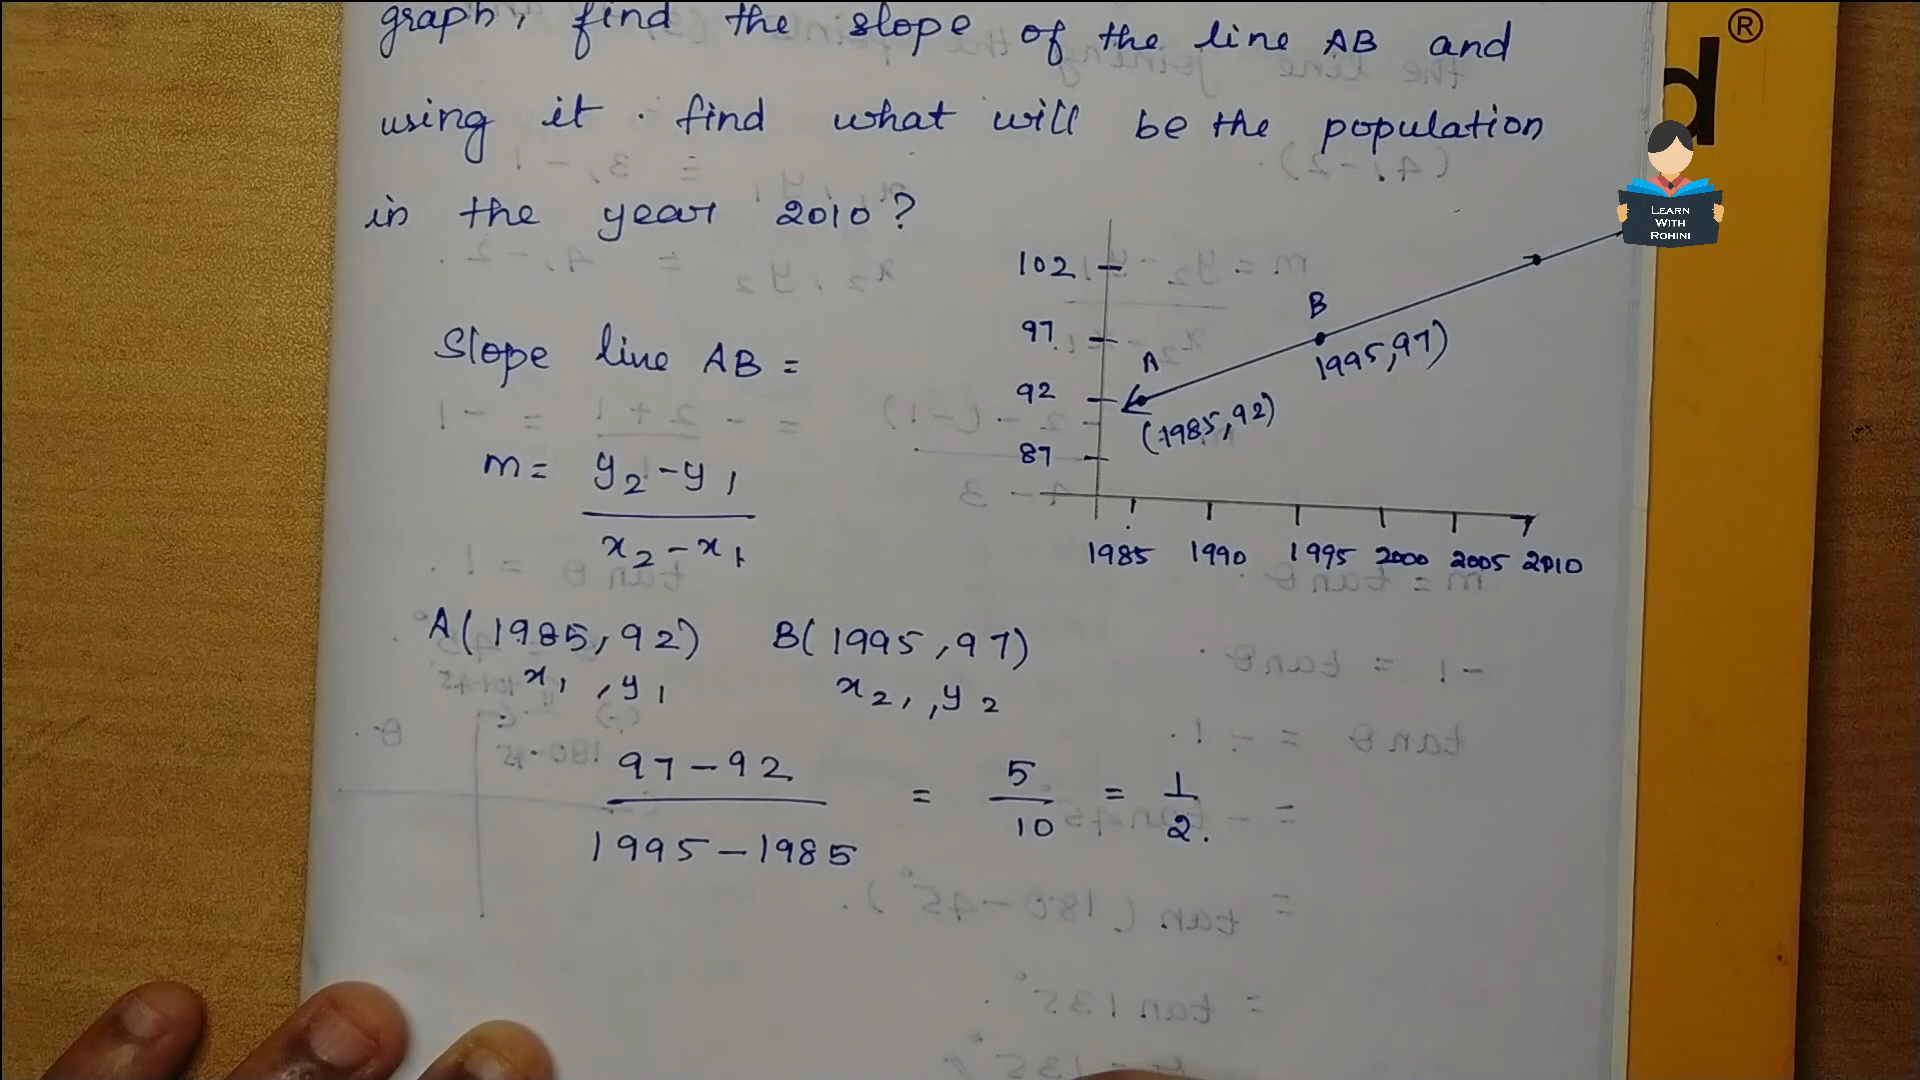 graph, find the slope of the line AB and
using it. find what will be the population
in the year 2010?
Slope line AB =
m = y2-y1
x2-x1
A(1985,92) B(1995,97)
x1, y1 x2, y2
97-92 = 5 = 1
1995-1985 10 2.
102
97
92
87
A
(1985,92)
B
1995,97)
1985 1990 1995 2000 2005 2010
LEARN
WITH
ROHINI
d®